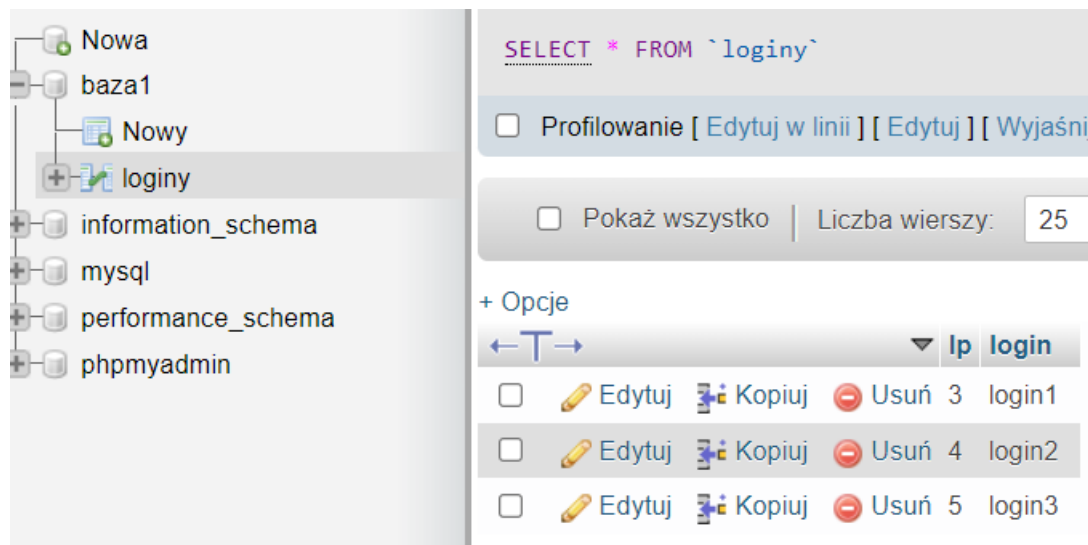 Nowa
baza1
Nowy
loginy
information_schema
mysql
performance_schema
phpmyadmin
SELECT * FROM `loginy`
Profilowanie [ Edytuj w linii ] [ Edytuj ] [ Wyjaśnij
Pokaż wszystko | Liczba wierszy: 25
+ Opcje
lp login
Edytuj Kopiuj Usuń 3 login1
Edytuj Kopiuj Usuń 4 login2
Edytuj Kopiuj Usuń 5 login3